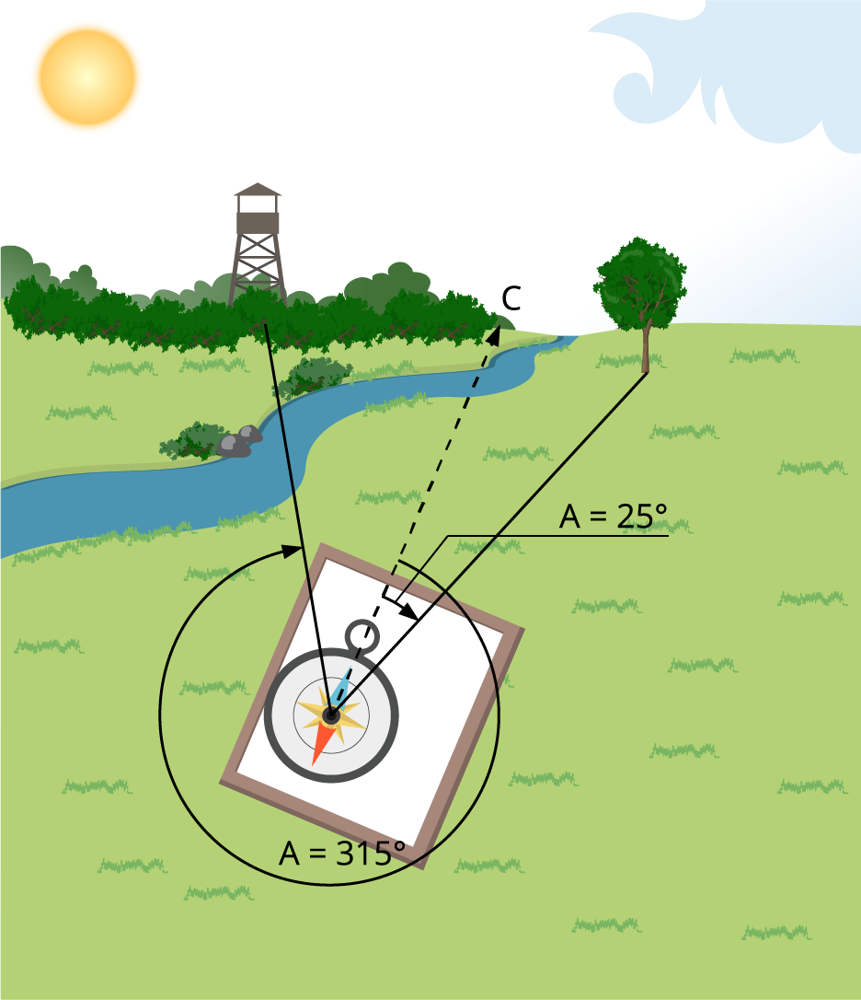 С
А = 25°
А = 315°